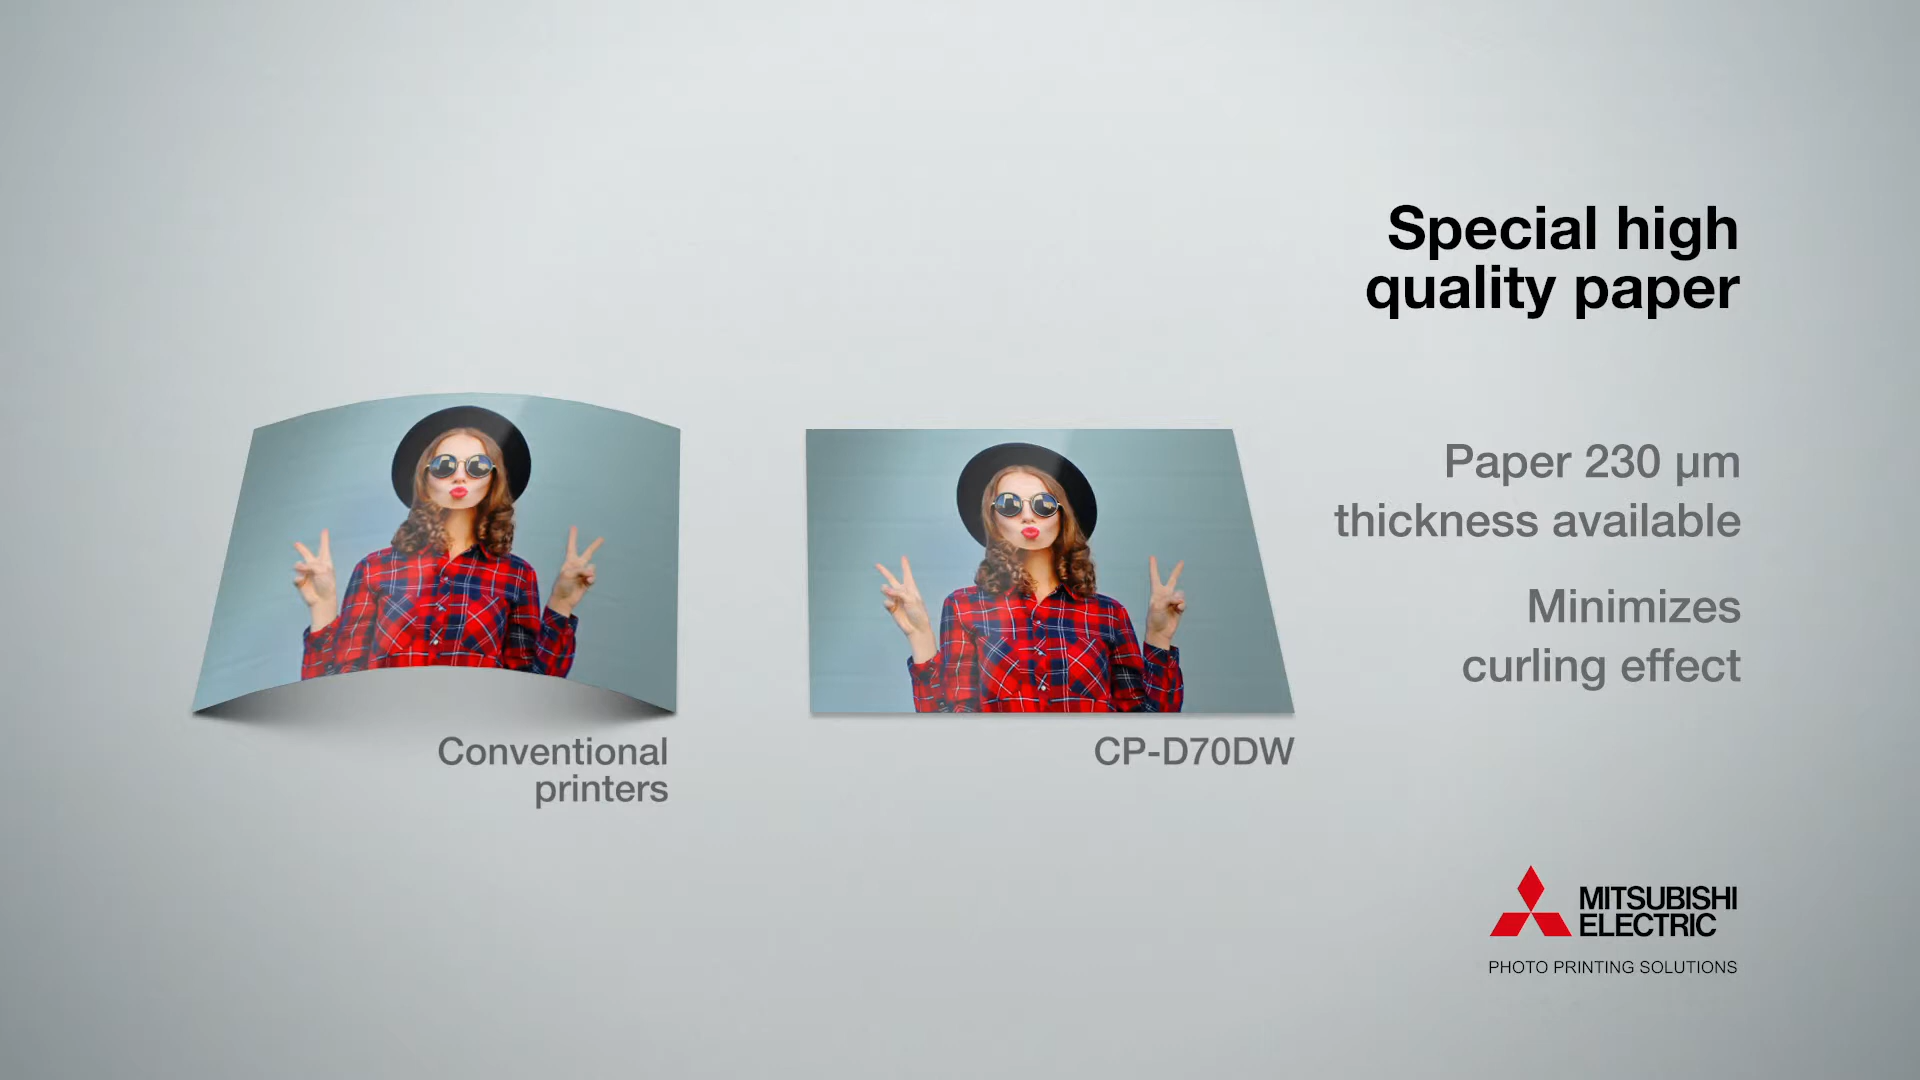 Special high
quality paper
Paper 230 µm
thickness available
Minimizes
curling effect
Conventional
printers
CP-D70DW
MITSUBISHI
ELECTRIC
PHOTO PRINTING SOLUTIONS